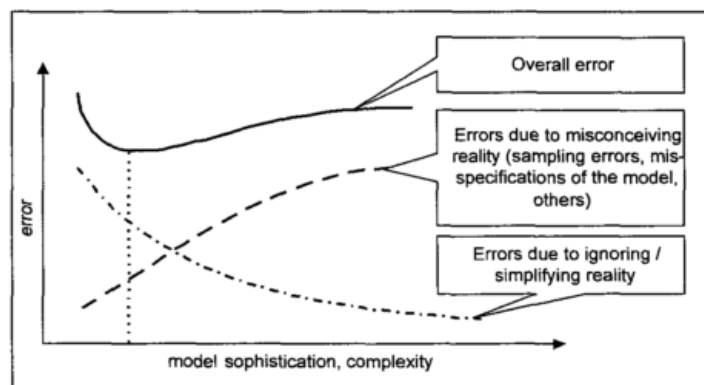 Overall error
Errors due to misconceiving
reality (sampling errors, mis-
specifications of the model,
others)
Errors due to ignoring /
simplifying reality
error
model sophistication, complexity